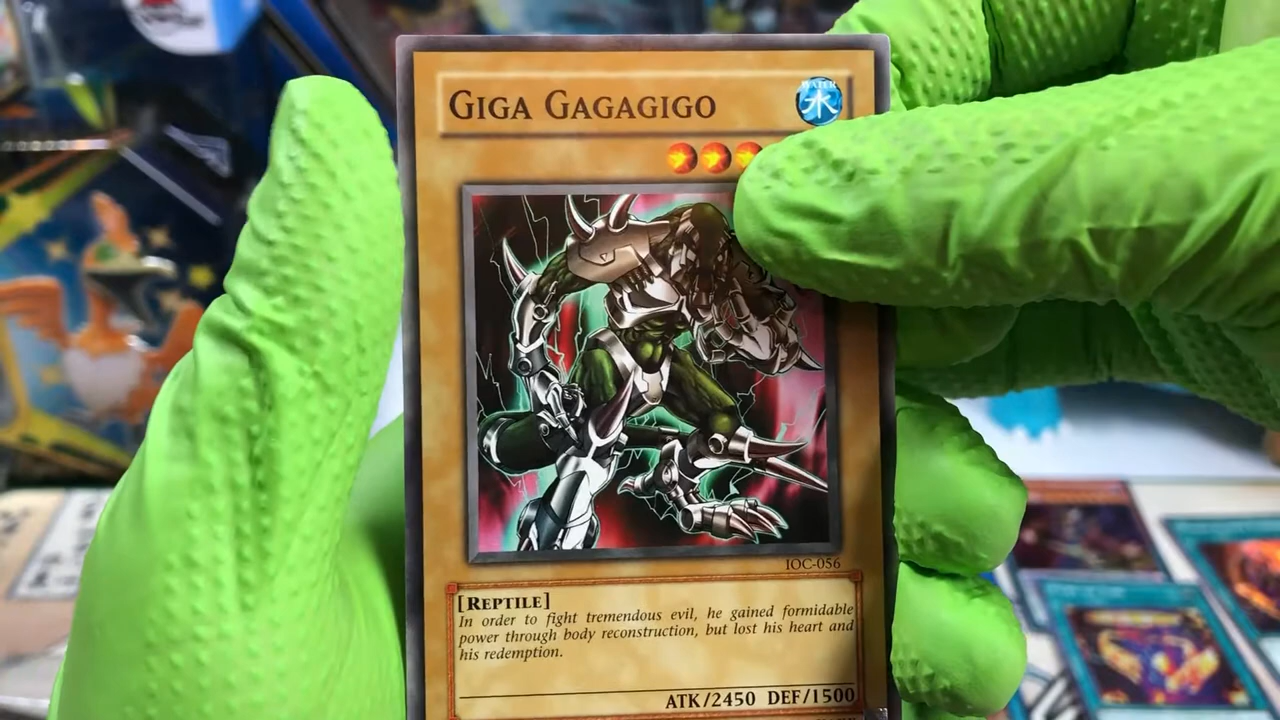 GIGA GAGAGIGO
WATER
水
IOC-056
[REPTILE]
In order to fight tremendous evil, he gained formidable
power through body reconstruction, but lost his heart and
his redemption.
ATK/2450 DEF/1500